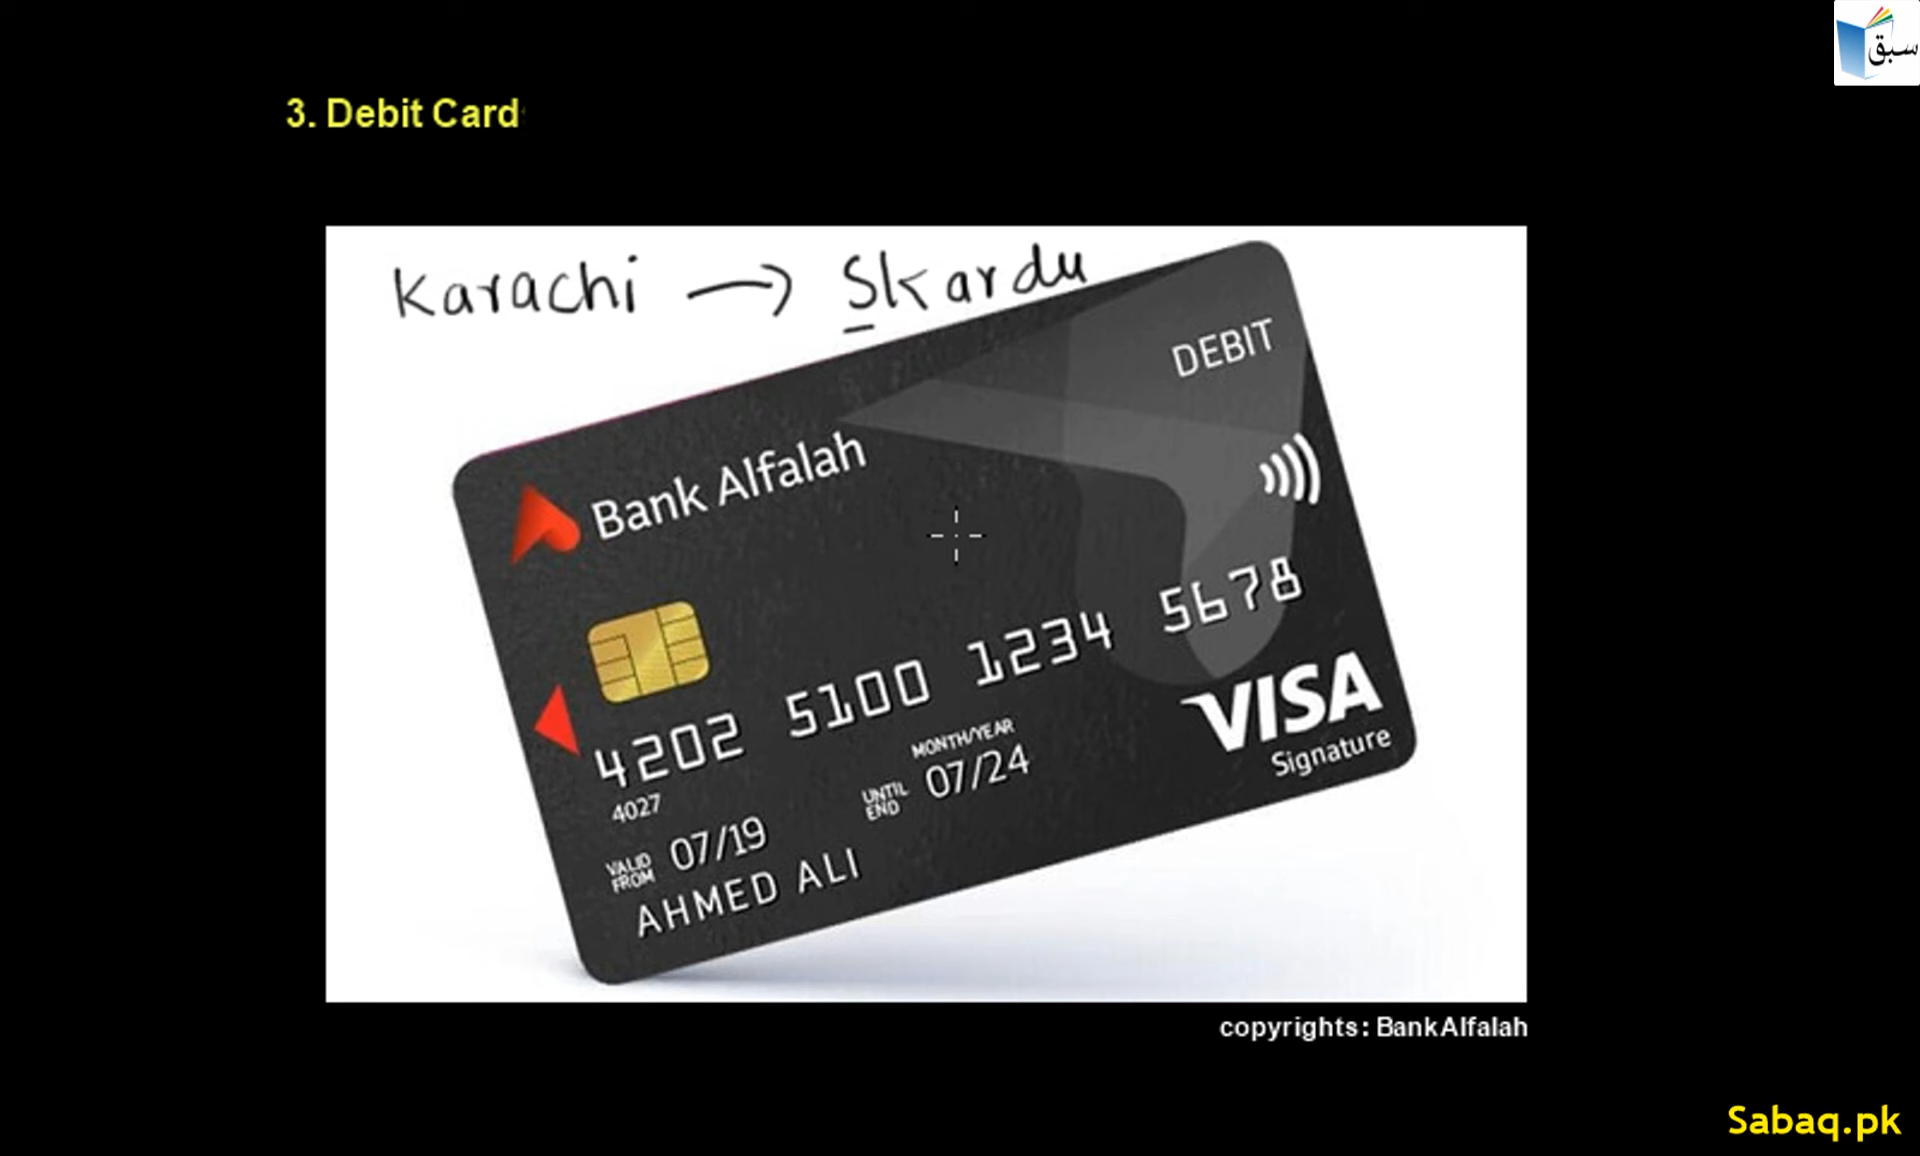 سبق
3. Debit Card
Karachi → Skardu
DEBIT
Bank Alfalah
4202 5100 1234 5678
4027
MONTH/YEAR
VALID FROM 07/19 UNTIL END 07/24
AHMED ALI
VISA
Signature
copyrights: BankAlfalah
Sabaq.pk